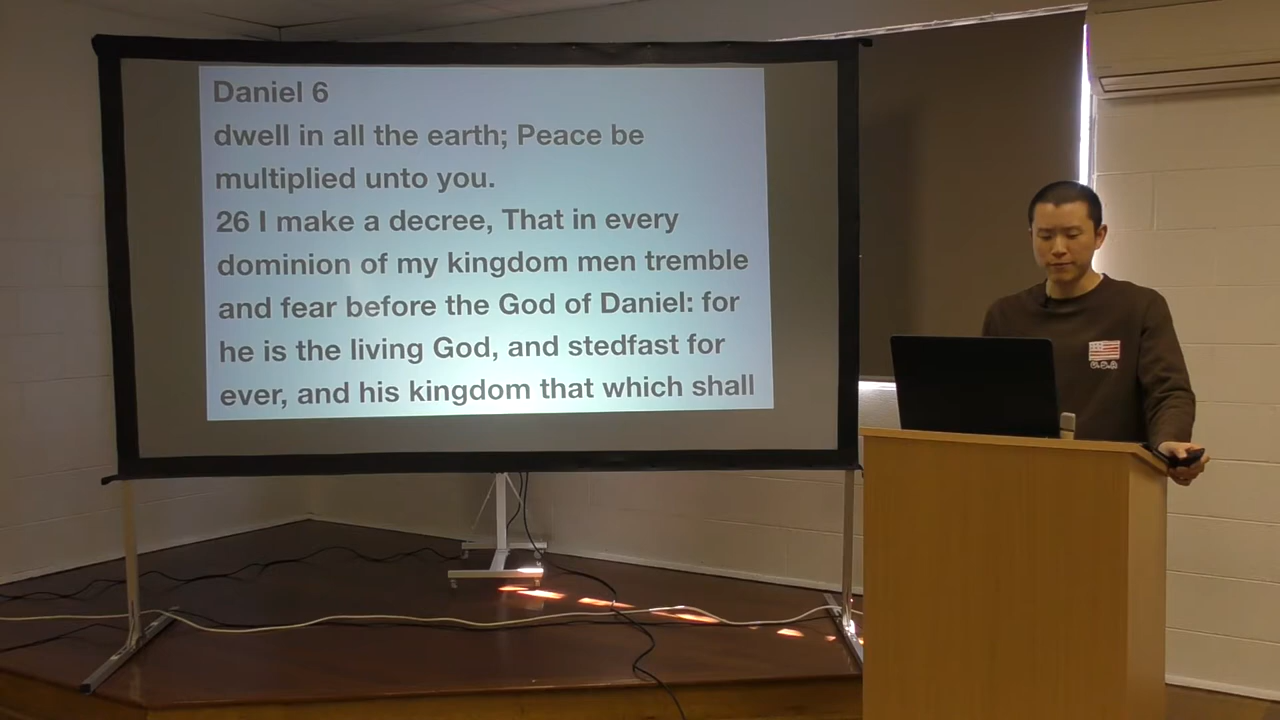 Daniel 6
dwell in all the earth; Peace be
multiplied unto you.
26 I make a decree, That in every
dominion of my kingdom men tremble
and fear before the God of Daniel: for
he is the living God, and stedfast for
ever, and his kingdom that which shall